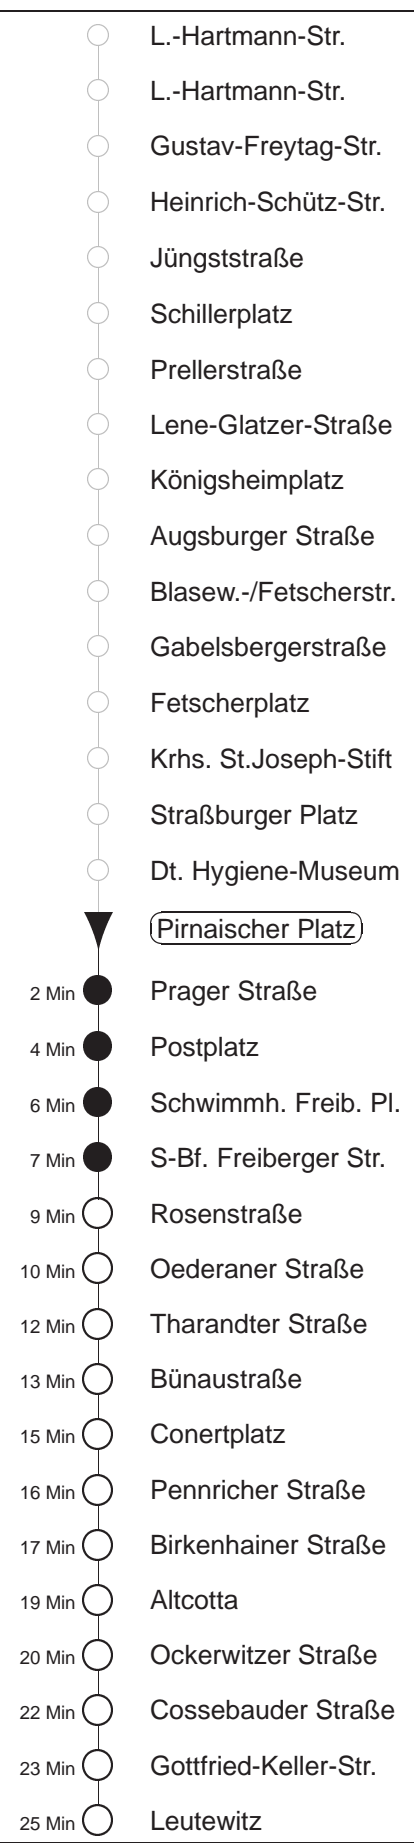 L.-Hartmann-Str.
L.-Hartmann-Str.
Gustav-Freytag-Str.
Heinrich-Schütz-Str.
Jüngststraße
Schillerplatz
Prellerstraße
Lene-Glatzer-Straße
Königsheimplatz
Augsburger Straße
Blasew.-/Fetscherstr.
Gabelsbergerstraße
Fetscherplatz
Krhs. St.Joseph-Stift
Straßburger Platz
Dt. Hygiene-Museum
Pirnaischer Platz
2 Min Prager Straße
4 Min Postplatz
6 Min Schwimmh. Freib. Pl.
7 Min S-Bf. Freiberger Str.
9 Min Rosenstraße
10 Min Oederaner Straße
12 Min Tharandter Straße
13 Min Bünaustraße
15 Min Conertplatz
16 Min Pennricher Straße
17 Min Birkenhainer Straße
19 Min Altcotta
20 Min Ockerwitzer Straße
22 Min Cossebauder Straße
23 Min Gottfried-Keller-Str.
25 Min Leutewitz